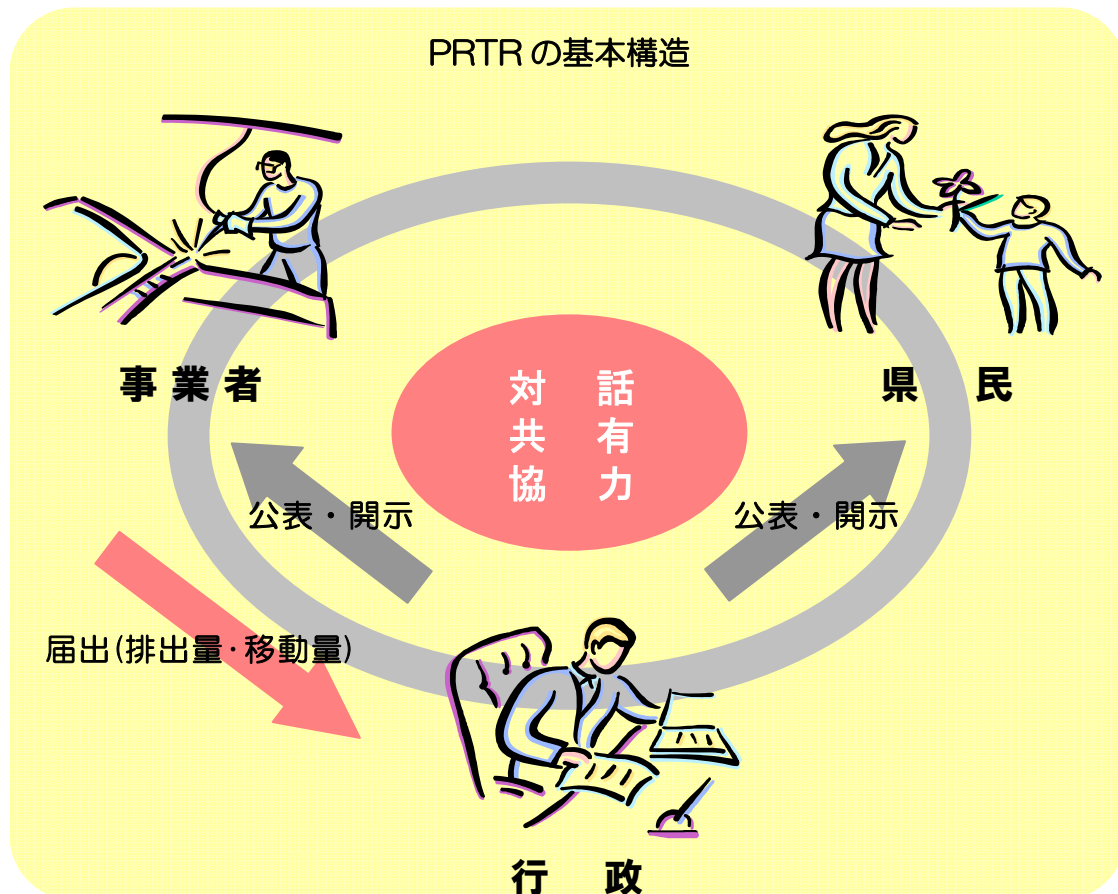 PRTRの基本構造
事業者
県民
対話
共有
協力
公表・開示
公表・開示
届出(排出量・移動量)
行政